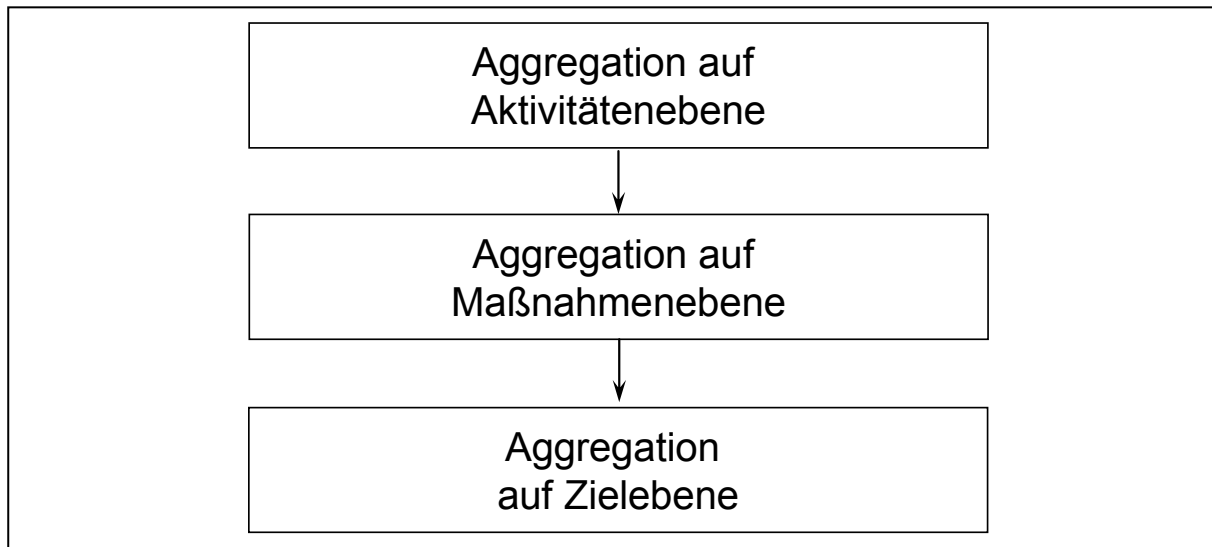 Aggregation auf
Aktivitätenebene
Aggregation auf
Maßnahmenebene
Aggregation
auf Zielebene